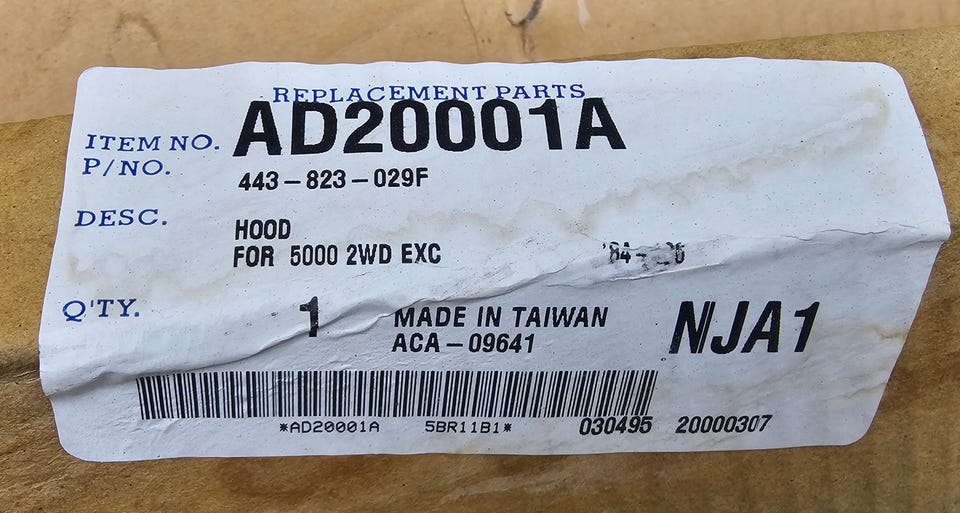 REPLACEMENT PARTS
ITEM NO. AD20001A
P/NO. 443-823-029F
DESC. HOOD
FOR 5000 2WD EXC '84-
Q'TY. 1 MADE IN TAIWAN NJA1
ACA-09641
*AD20001A 5BR11B1* 030495 20000307